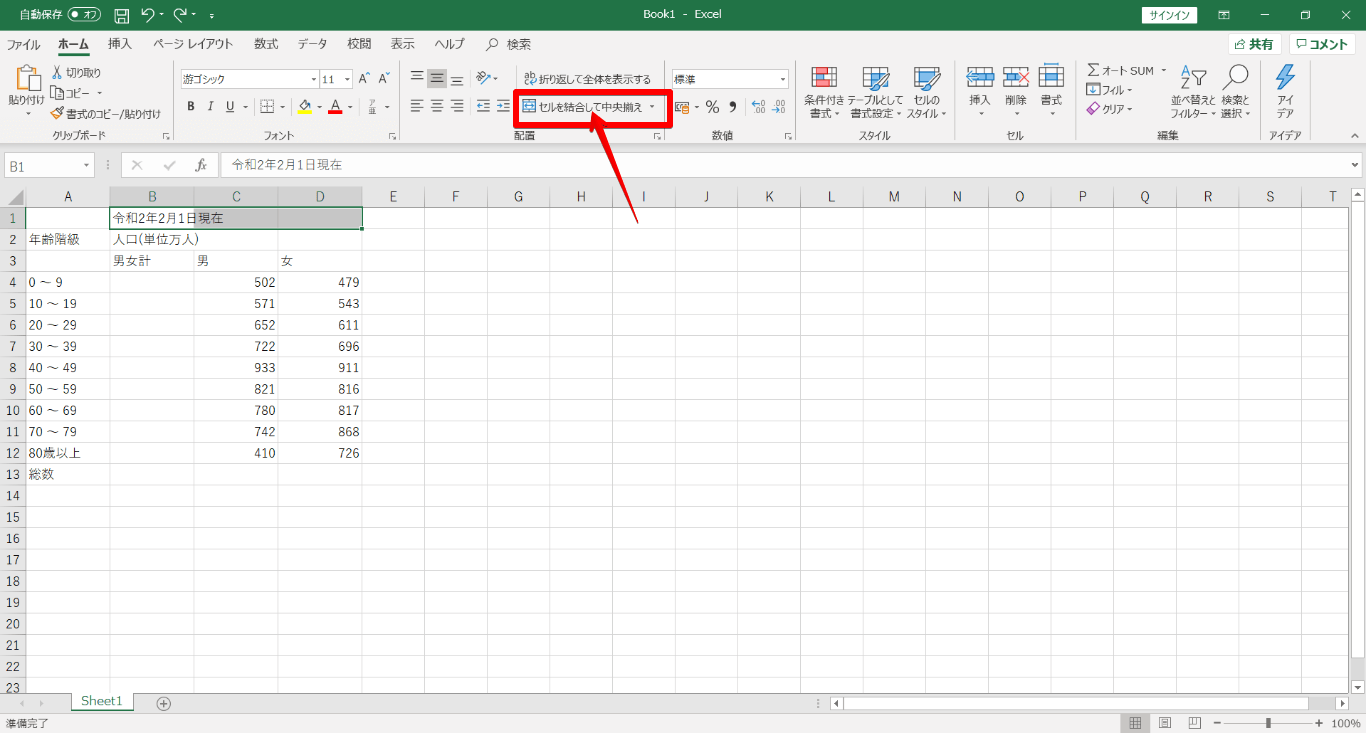 自動保存 オフ Book1 - Excel サインイン
ファイル ホーム 挿入 ページ レイアウト 数式 データ 校閲 表示 ヘルプ 検索 共有 コメント
貼り付け 切り取り コピー 書式のコピー/貼り付け クリップボード
游ゴシック 11 A A B I U A 亜 フォント
ab 折り返して全体を表示する セルを結合して中央揃え 配置
標準 % 数値
条件付き書式 テーブルとして書式設定 セルのスタイル スタイル
挿入 削除 書式 セル
Σオート SUM フィル クリア 並べ替えとフィルター 検索と選択 編集
アイデア アイデア
B1 fx 令和2年2月1日現在
A B C D E F G H I J K L M N O P Q R S T
1 令和2年2月1日現在
2 年齢階級 人口(単位万人)
3 男女計 男 女
4 0 ～ 9 502 479
5 10 ～ 19 571 543
6 20 ～ 29 652 611
7 30 ～ 39 722 696
8 40 ～ 49 933 911
9 50 ～ 59 821 816
10 60 ～ 69 780 817
11 70 ～ 79 742 868
12 80歳以上 410 726
13 総数
14
15
16
17
18
19
20
21
22
23
Sheet1
準備完了 100%